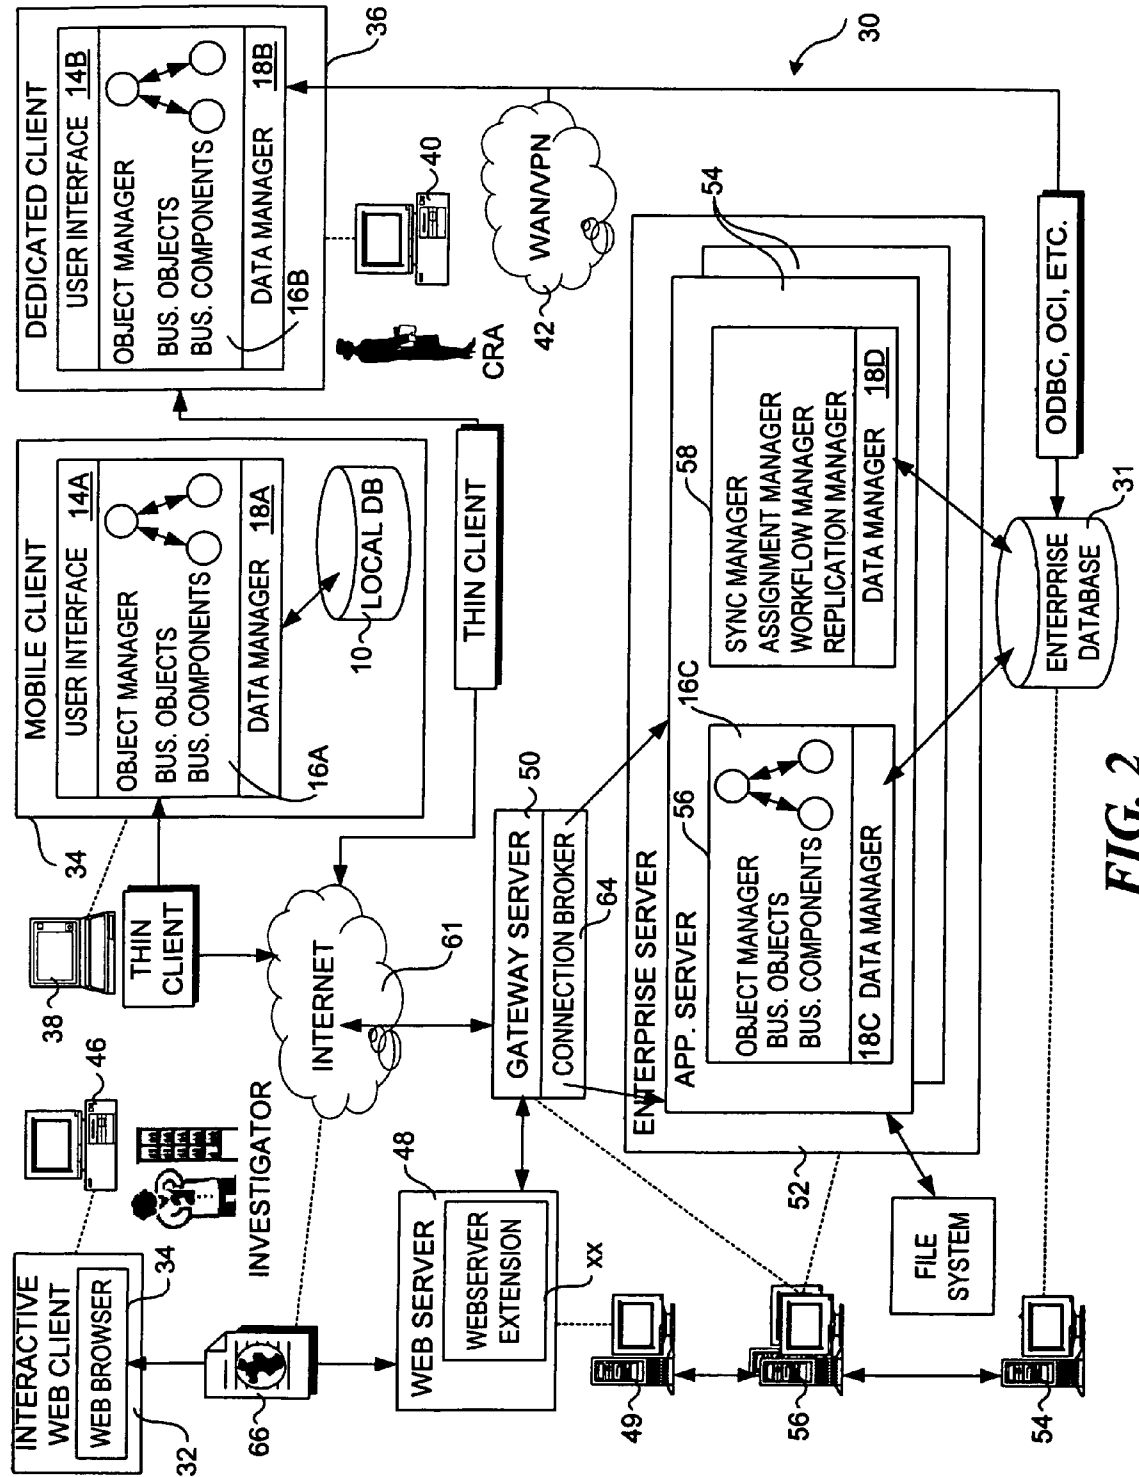 INTERACTIVE
WEB CLIENT
WEB BROWSER
34
32
46
INVESTIGATOR
66
WEB SERVER
48
WEBSERVER
EXTENSION
XX
49
56
54
38
THIN
CLIENT
34
MOBILE CLIENT
USER INTERFACE 14A
OBJECT MANAGER
BUS. OBJECTS
BUS. COMPONENTS
16A
DATA MANAGER 18A
10
LOCAL DB
INTERNET
61
THIN CLIENT
DEDICATED CLIENT
USER INTERFACE 14B
OBJECT MANAGER
BUS. OBJECTS
BUS. COMPONENTS
16B
DATA MANAGER 18B
36
40
CRA
WAN/VPN
42
30
GATEWAY SERVER
50
CONNECTION BROKER
64
ENTERPRISE SERVER
52
APP. SERVER
54
56
OBJECT MANAGER
BUS. OBJECTS
BUS. COMPONENTS
16C
18C DATA MANAGER
58
SYNC MANAGER
ASSIGNMENT MANAGER
WORKFLOW MANAGER
REPLICATION MANAGER
DATA MANAGER 18D
FILE
SYSTEM
ENTERPRISE
DATABASE
31
ODBC, OCI, ETC.
FIG. 2